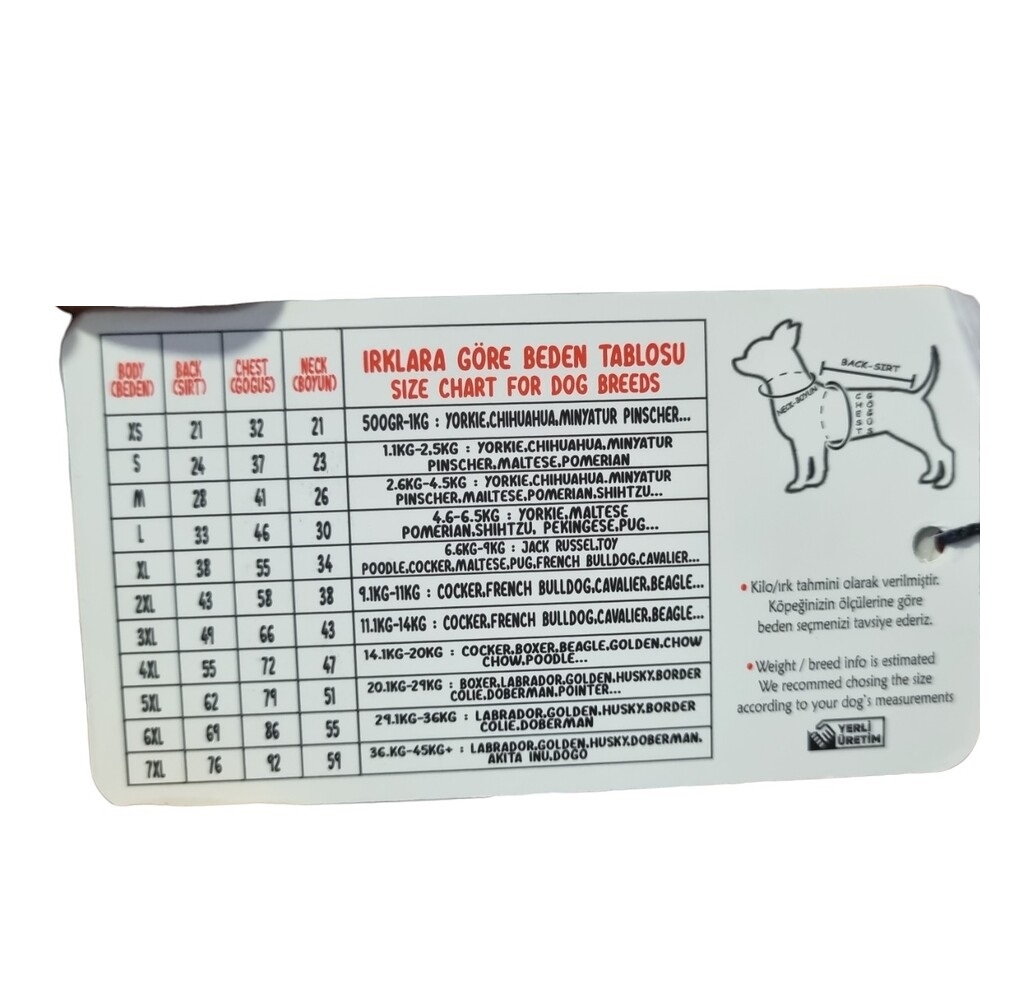 BODY BACK CHEST NECK IRKLARA GÖRE BEDEN TABLOSU
(BEDEN) (SIRT) (GÖĞÜS) (BOYUN) SIZE CHART FOR DOG BREEDS
XS 21 32 21 500GR-1KG : YORKIE,CHIHUAHUA,MINYATUR PINSCHER...
S 24 37 23 1.1KG-2,5KG : YORKIE,CHIHUAHUA,MINYATUR
PINSCHER,MALTESE,POMERIAN
M 28 41 26 2.6KG-4.5KG : YORKIE,CHIHUAHUA,MINYATUR
PINSCHER,MAILTESE,POMERIAN,SHIHTZU...
L 33 46 30 4.6-6.5KG : YORKIE,MALTESE
POMERIAN,SHIHTZU, PEKINGESE,PUG...
XL 38 55 34 6.6KG-9KG : JACK RUSSEL,TOY
POODLE,COCKER,MALTESE,PUG,FRENCH BULLDOG,CAVALIER...
2XL 43 58 38 9.1KG-11KG : COCKER,FRENCH BULLDOG,CAVALIER,BEAGLE...
3XL 49 66 43 11.1KG-14KG : COCKER,FRENCH BULLDOG,CAVALIER,BEAGLE...
4XL 55 72 47 14.1KG-20KG : COCKER,BOXER,BEAGLE,GOLDEN,CHOW
CHOW,POODLE...
5XL 62 79 51 20.1KG-29KG : BOXER,LABRADOR,GOLDEN,HUSKY,BORDER
COLIE,DOBERMAN,POINTER...
6XL 69 86 55 29.1KG-36KG : LABRADOR,GOLDEN,HUSKY,BORDER
COLIE,DOBERMAN
7XL 76 92 59 36.KG-45KG+ : LABRADOR,GOLDEN,HUSKY,DOBERMAN,
AKITA INU,DOGO
BACK-SIRT
NECK-BOYUN
CHEST
GÖĞÜS
• Kilo/ırk tahmini olarak verilmiştir.
Köpeğinizin ölçülerine göre
beden seçmenizi tavsiye ederiz.
• Weight / breed info is estimated
We recommed chosing the size
according to your dog's measurements
YERLİ
ÜRETİM